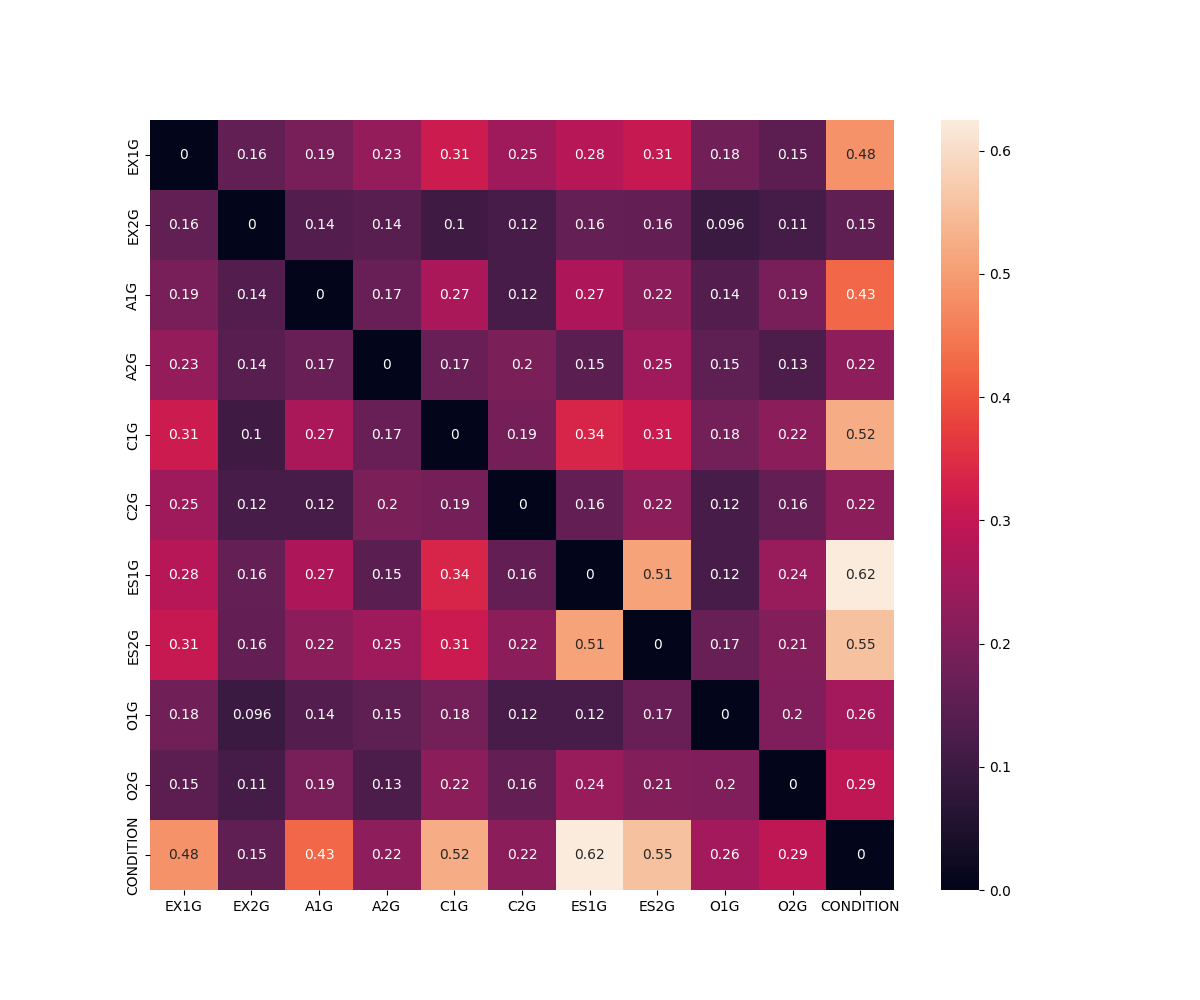 EX1G 0 0.16 0.19 0.23 0.31 0.25 0.28 0.31 0.18 0.15 0.48
EX2G 0.16 0 0.14 0.14 0.1 0.12 0.16 0.16 0.096 0.11 0.15
A1G 0.19 0.14 0 0.17 0.27 0.12 0.27 0.22 0.14 0.19 0.43
A2G 0.23 0.14 0.17 0 0.17 0.2 0.15 0.25 0.15 0.13 0.22
C1G 0.31 0.1 0.27 0.17 0 0.19 0.34 0.31 0.18 0.22 0.52
C2G 0.25 0.12 0.12 0.2 0.19 0 0.16 0.22 0.12 0.16 0.22
ES1G 0.28 0.16 0.27 0.15 0.34 0.16 0 0.51 0.12 0.24 0.62
ES2G 0.31 0.16 0.22 0.25 0.31 0.22 0.51 0 0.17 0.21 0.55
O1G 0.18 0.096 0.14 0.15 0.18 0.12 0.12 0.17 0 0.2 0.26
O2G 0.15 0.11 0.19 0.13 0.22 0.16 0.24 0.21 0.2 0 0.29
CONDITION 0.48 0.15 0.43 0.22 0.52 0.22 0.62 0.55 0.26 0.29 0
EX1G EX2G A1G A2G C1G C2G ES1G ES2G O1G O2G CONDITION
0.6
0.5
0.4
0.3
0.2
0.1
0.0